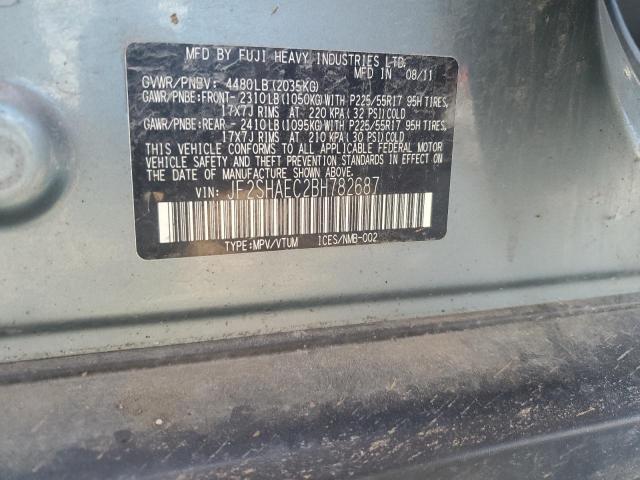 MFD BY FUJI HEAVY INDUSTRIES LTD.
MFD IN 08/11
GVWR/PNBV: 4480LB (2035KG)
GAWR/PNBE:FRONT- 2310LB(1050KG)WITH P225/55R17 95H TIRES,
17X7J RIMS AT 220 KPA(32 PSI)COLD
GAWR/PNBE:REAR - 2410LB(1095KG)WITH P225/55R17 95H TIRES,
17X7J RIMS AT 210 KPA(30 PSI)COLD
THIS VEHICLE CONFORMS TO ALL APPLICABLE FEDERAL MOTOR
VEHICLE SAFETY AND THEFT PREVENTION STANDARDS IN EFFECT ON
THE DATE OF MANUFACTURE SHOWN ABOVE.
VIN: JF2SHAEC2BH782687
TYPE:MPV/VTUM ICES/NMB-002